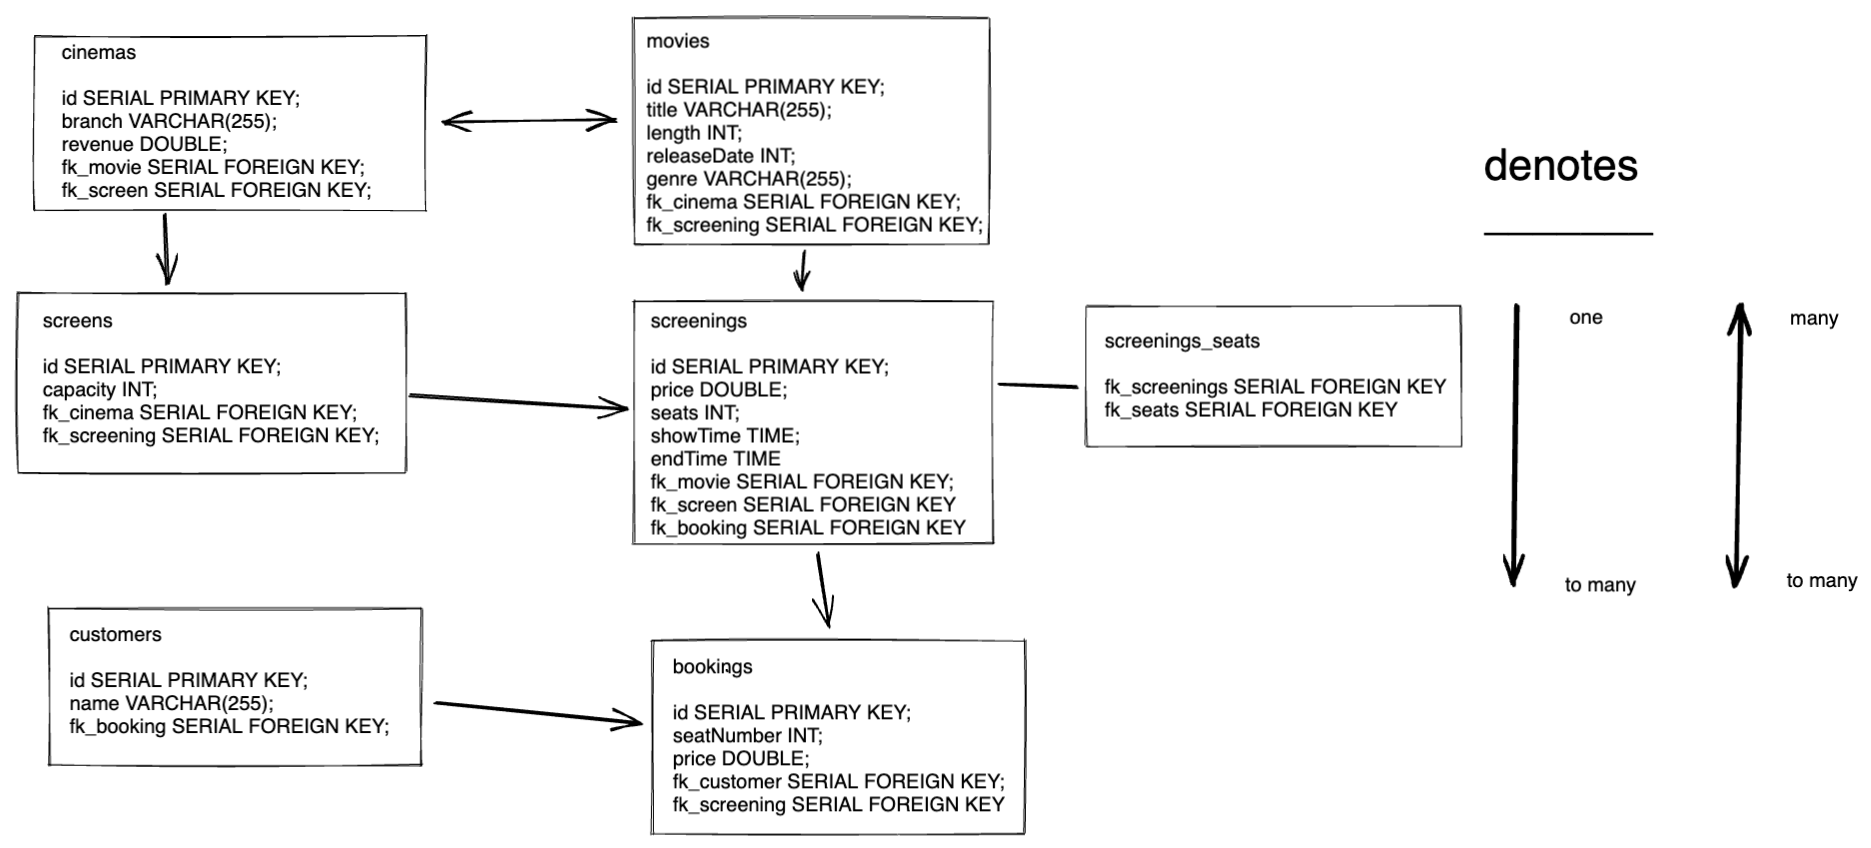 cinemas
id SERIAL PRIMARY KEY;
branch VARCHAR(255);
revenue DOUBLE;
fk_movie SERIAL FOREIGN KEY;
fk_screen SERIAL FOREIGN KEY;
movies
id SERIAL PRIMARY KEY;
title VARCHAR(255);
length INT;
releaseDate INT;
genre VARCHAR(255);
fk_cinema SERIAL FOREIGN KEY;
fk_screening SERIAL FOREIGN KEY;
denotes
one
many
to many
to many
screens
id SERIAL PRIMARY KEY;
capacity INT;
fk_cinema SERIAL FOREIGN KEY;
fk_screening SERIAL FOREIGN KEY;
screenings
id SERIAL PRIMARY KEY;
price DOUBLE;
seats INT;
showTime TIME;
endTime TIME
fk_movie SERIAL FOREIGN KEY;
fk_screen SERIAL FOREIGN KEY
fk_booking SERIAL FOREIGN KEY
screenings_seats
fk_screenings SERIAL FOREIGN KEY
fk_seats SERIAL FOREIGN KEY
customers
id SERIAL PRIMARY KEY;
name VARCHAR(255);
fk_booking SERIAL FOREIGN KEY;
bookings
id SERIAL PRIMARY KEY;
seatNumber INT;
price DOUBLE;
fk_customer SERIAL FOREIGN KEY;
fk_screening SERIAL FOREIGN KEY